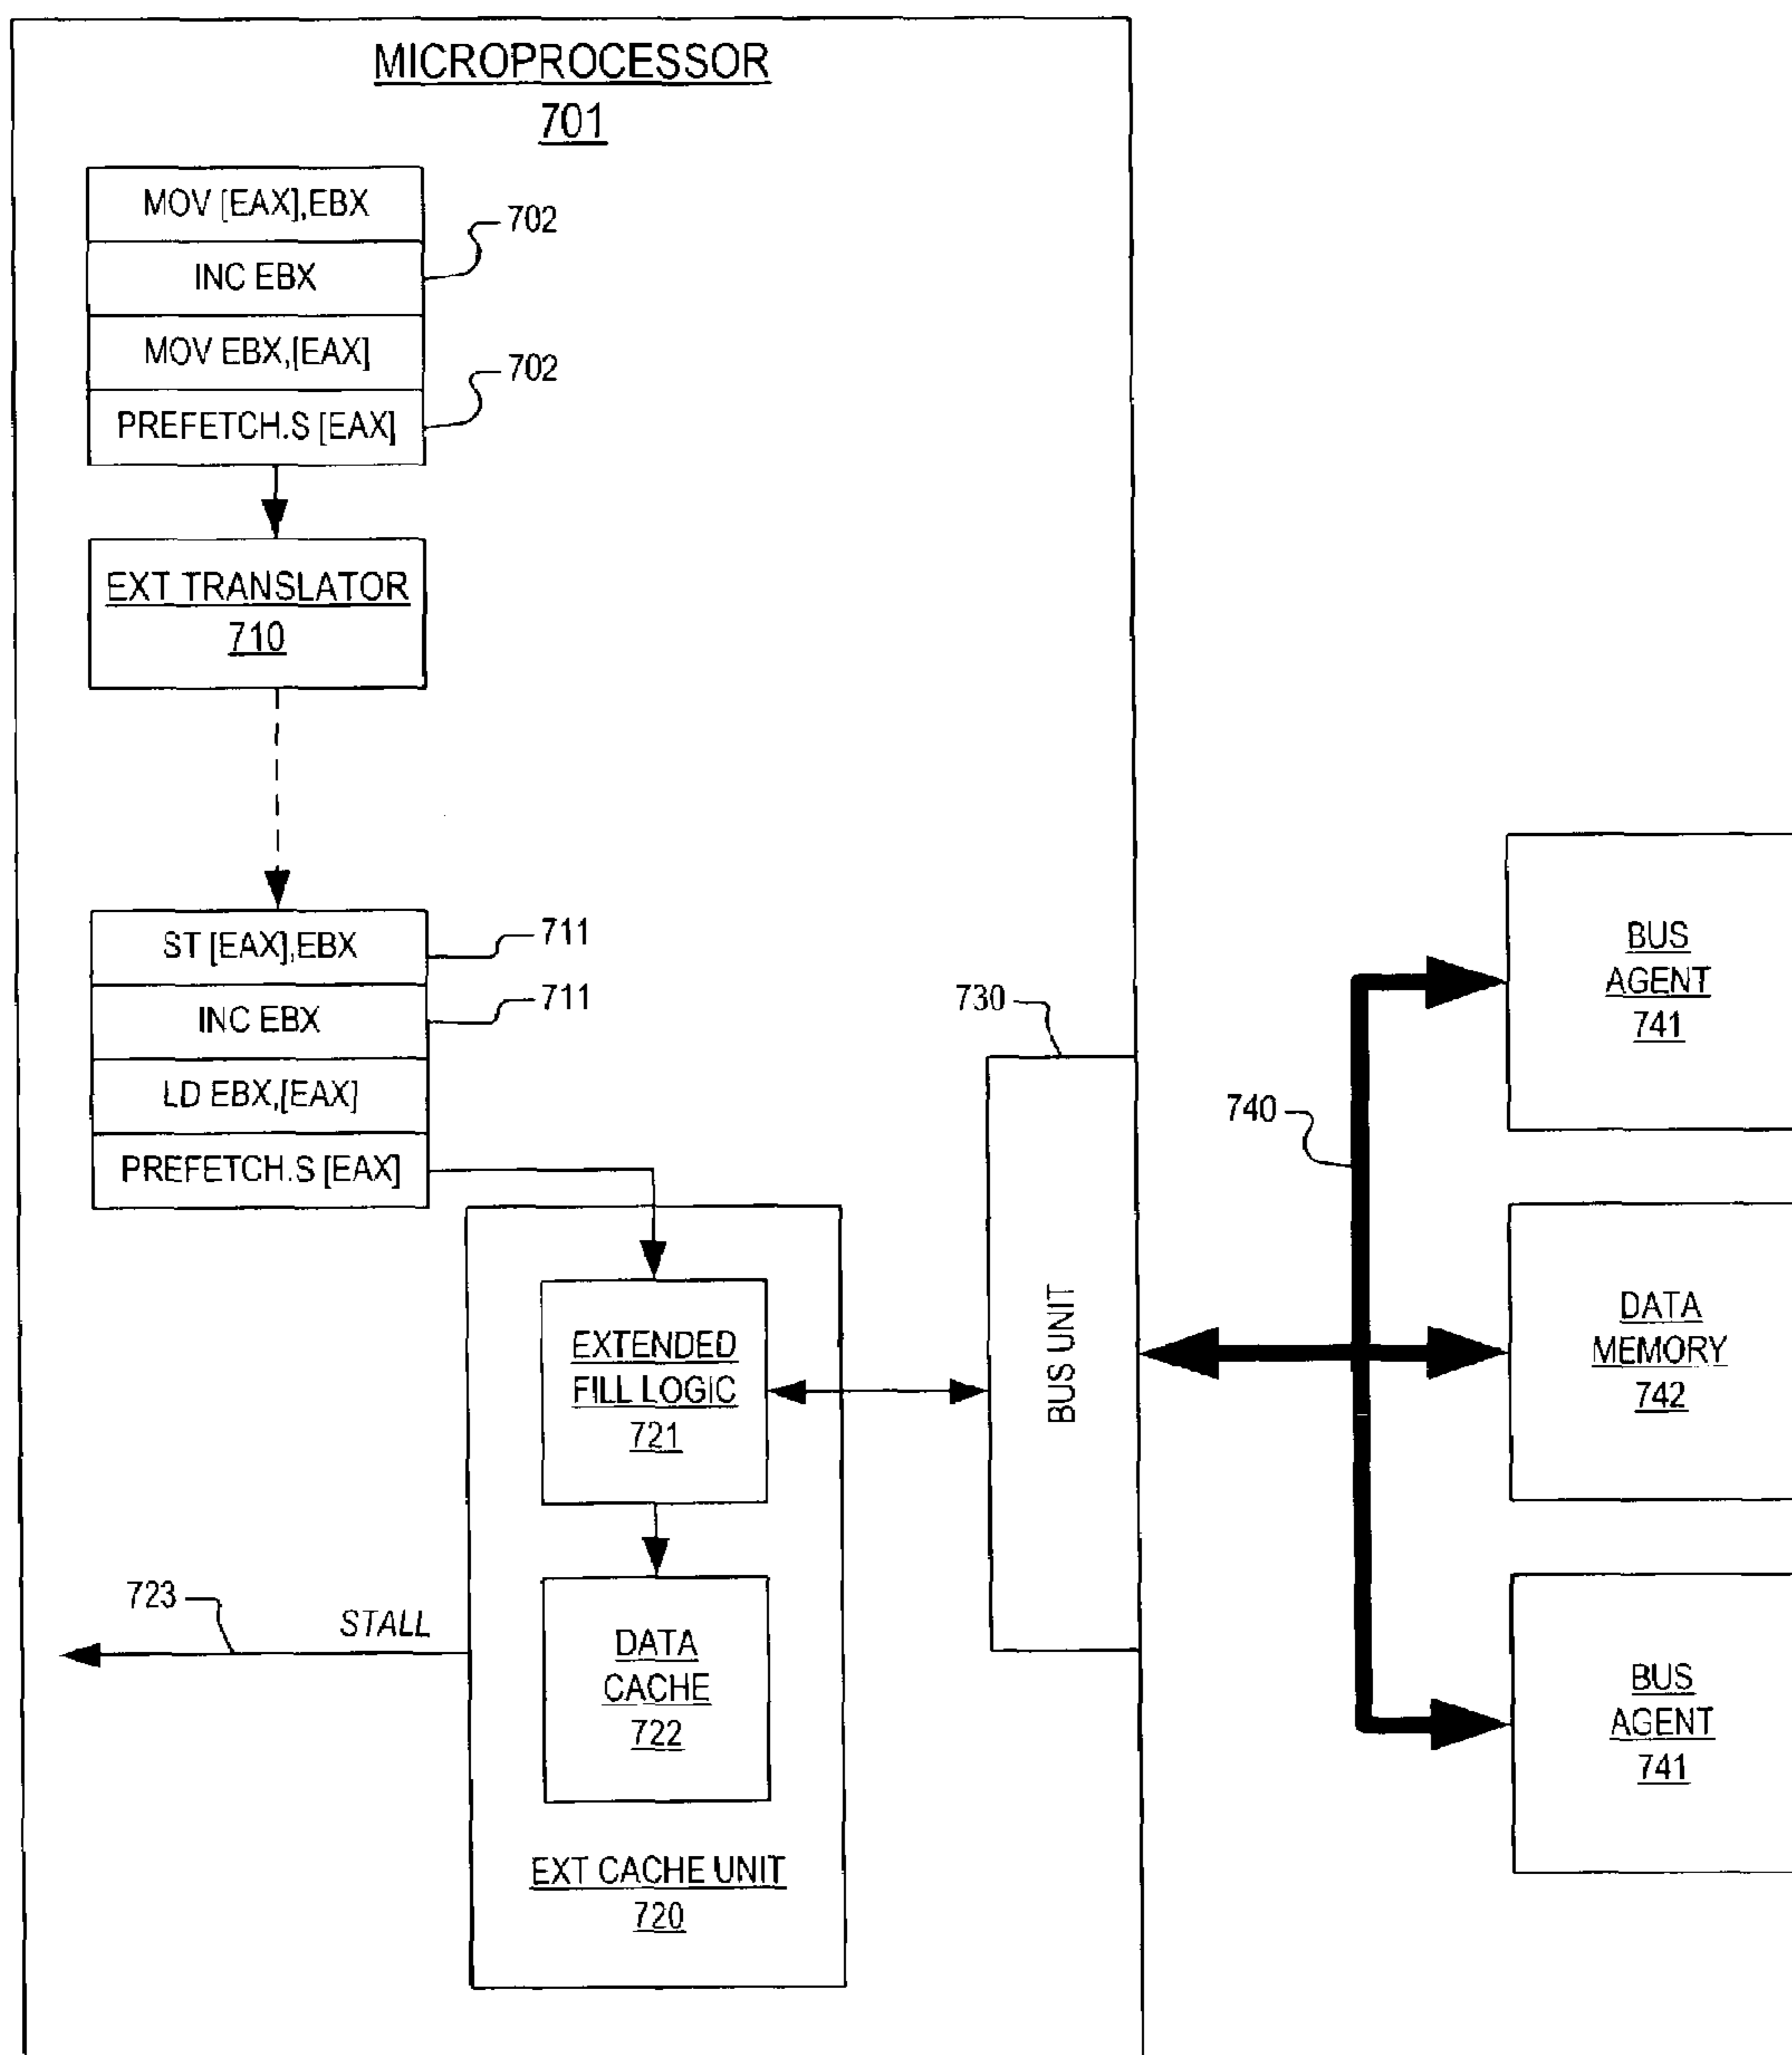 MICROPROCESSOR
701
MOV [EAX],EBX
702
INC EBX
MOV EBX,[EAX]
702
PREFETCH.S [EAX]
EXT TRANSLATOR
710
ST [EAX],EBX
711
INC EBX
711
LD EBX,[EAX]
PREFETCH.S [EAX]
EXTENDED
FILL LOGIC
721
DATA
CACHE
722
EXT CACHE UNIT
720
723
STALL
730
BUS UNIT
740
BUS
AGENT
741
DATA
MEMORY
742
BUS
AGENT
741